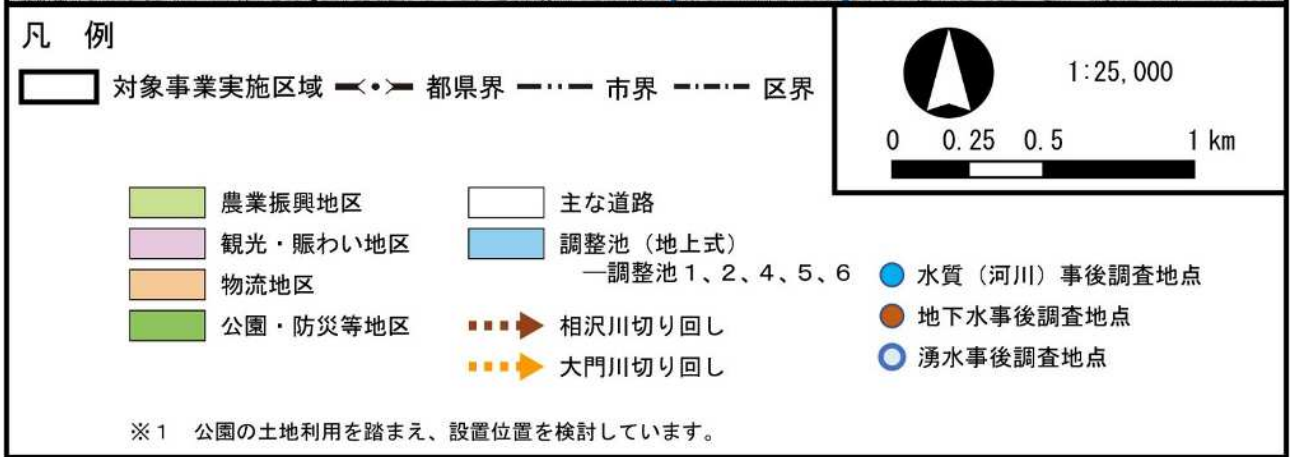 凡　例
対象事業実施区域
都県界
市界
区界
1:25,000
0 0.25 0.5 1 km
農業振興地区
観光・賑わい地区
物流地区
公園・防災等地区
主な道路
調整池（地上式）
―調整池１、２、４、５、６
相沢川切り回し
大門川切り回し
水質（河川）事後調査地点
地下水事後調査地点
湧水事後調査地点
※１　公園の土地利用を踏まえ、設置位置を検討しています。